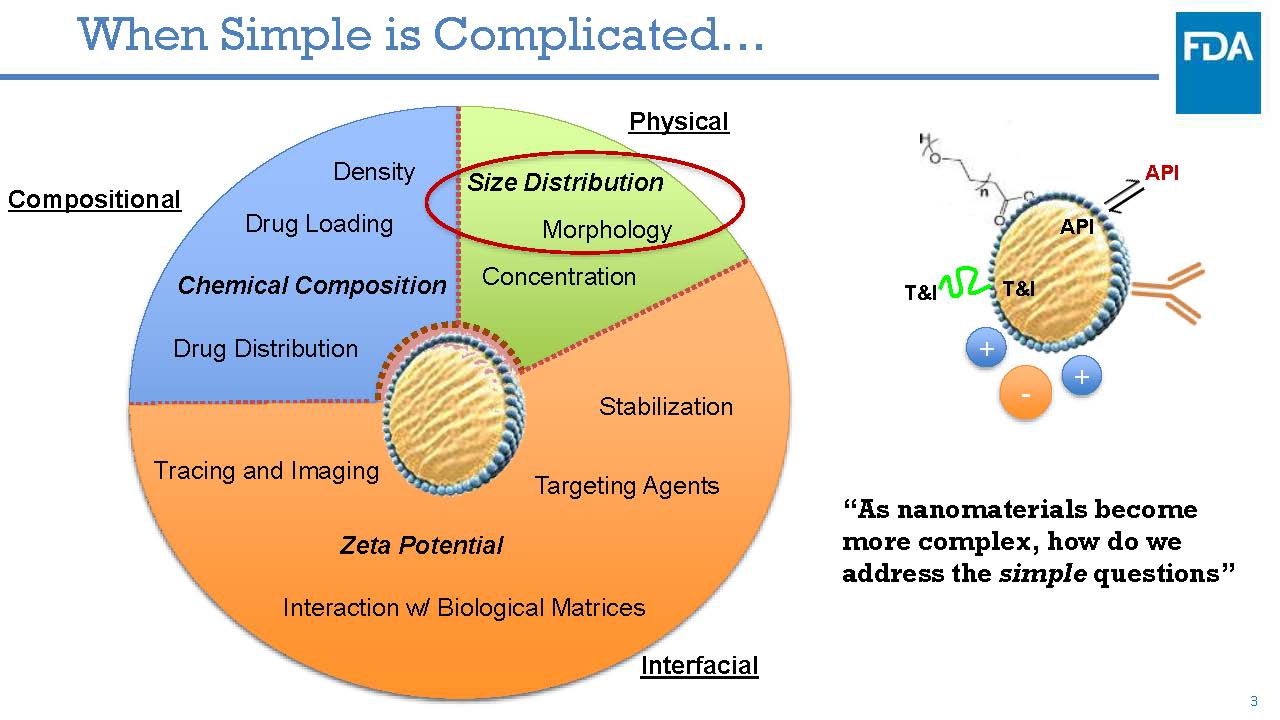 When Simple is Complicated...
FDA
Physical
Compositional
Density
Size Distribution
Drug Loading
Morphology
Chemical Composition
Concentration
Drug Distribution
Stabilization
Tracing and Imaging
Targeting Agents
Zeta Potential
Interaction w/ Biological Matrices
Interfacial
H
O
n
O
O
API
API
T&I
T&I
+
+
-
“As nanomaterials become
more complex, how do we
address the simple questions”
3